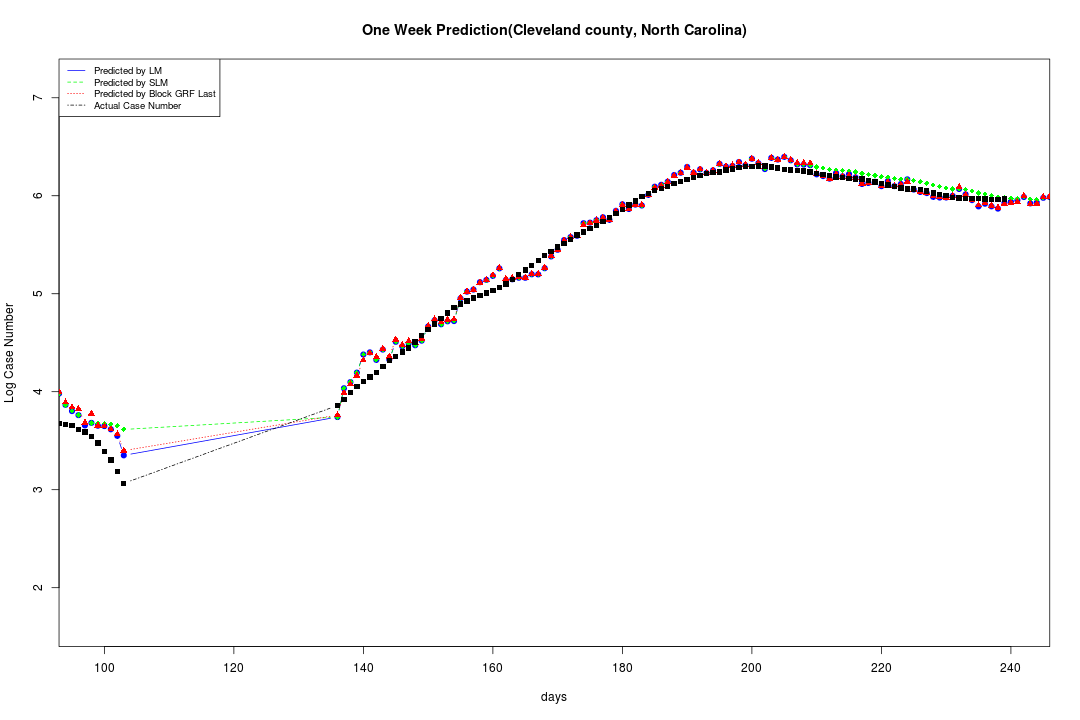 One Week Prediction(Cleveland county, North Carolina)
Predicted by LM
Predicted by SLM
Predicted by Block GRF Last
Actual Case Number
7
6
5
4
3
2
Log Case Number
100 120 140 160 180 200 220 240
days